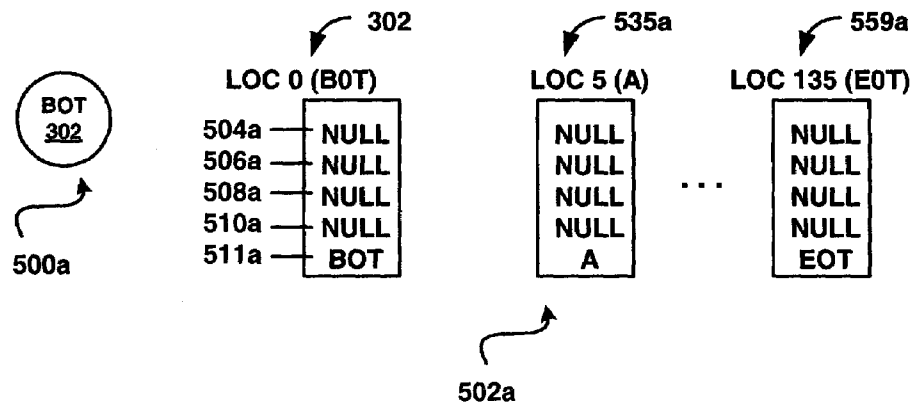 302
535a
559a
LOC 0 (B0T)
LOC 5 (A)
LOC 135 (E0T)
BOT
302
504a
NULL
NULL
NULL
506a
NULL
NULL
NULL
508a
NULL
NULL
...
NULL
510a
NULL
NULL
NULL
511a
BOT
A
EOT
500a
502a